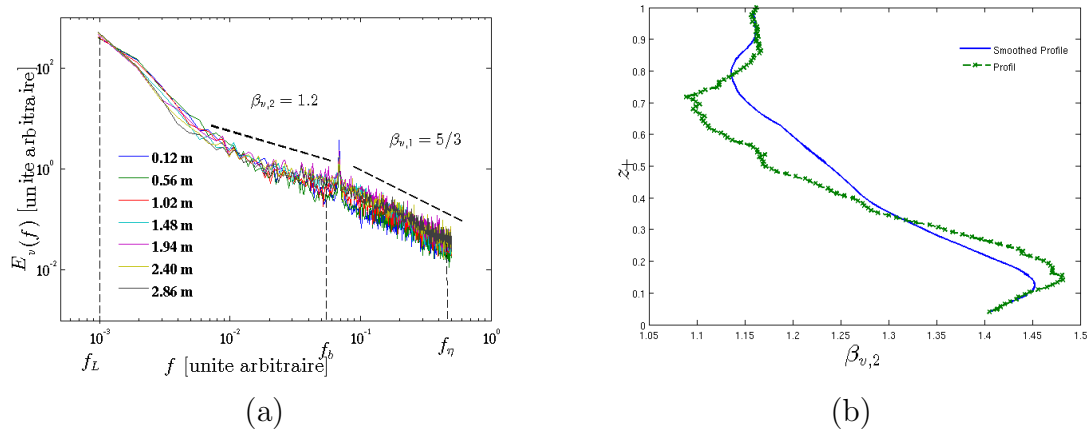 10^2
10^0
10^-2
E_v(f) [unite arbitraire]
β_{v,2} = 1.2
β_{v,1} = 5/3
0.12 m
0.56 m
1.02 m
1.48 m
1.94 m
2.40 m
2.86 m
10^-3 10^-2 10^-1 10^0
f_L f [unite arbitraire] f_b f_η
(a)
1
0.9
0.8
0.7
0.6
0.5
0.4
0.3
0.2
0.1
0
z_+
Smoothed Profile
Profil
1.05 1.1 1.15 1.2 1.25 1.3 1.35 1.4 1.45 1.5
β_{v,2}
(b)